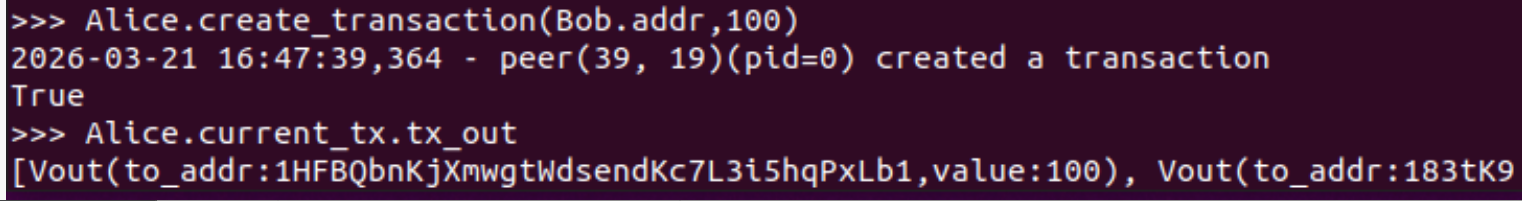 >>> Alice.create_transaction(Bob.addr,100)
2026-03-21 16:47:39,364 - peer(39, 19)(pid=0) created a transaction
True
>>> Alice.current_tx.tx_out
[Vout(to_addr:1HFBQbnKjXmwgtWdsendKc7L3i5hqPxLb1,value:100), Vout(to_addr:183tK9